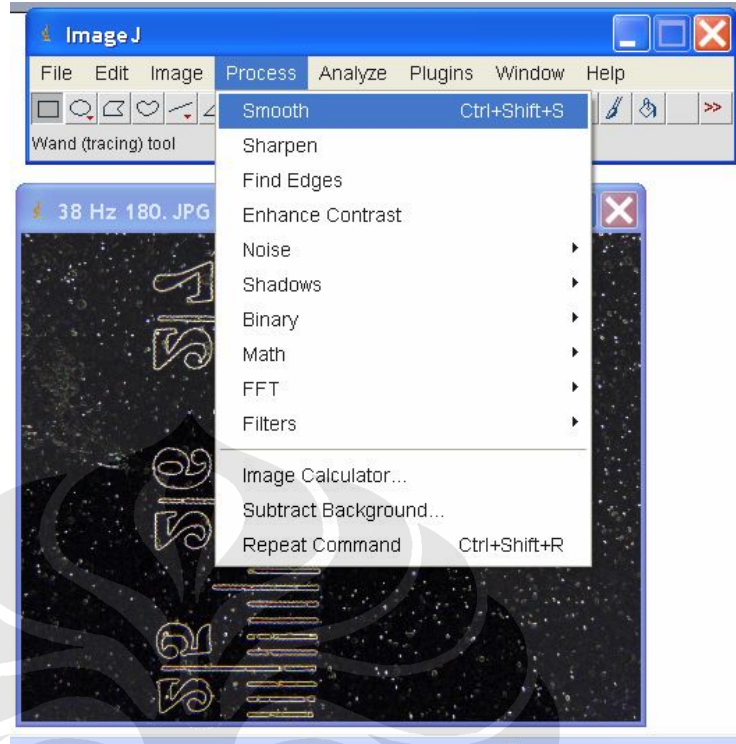 ImageJ
File Edit Image Process Analyze Plugins Window Help
>>
Wand (tracing) tool
Smooth Ctrl+Shift+S
Sharpen
Find Edges
Enhance Contrast
Noise
Shadows
Binary
Math
FFT
Filters
Image Calculator...
Subtract Background...
Repeat Command Ctrl+Shift+R
38 Hz 180. JPG